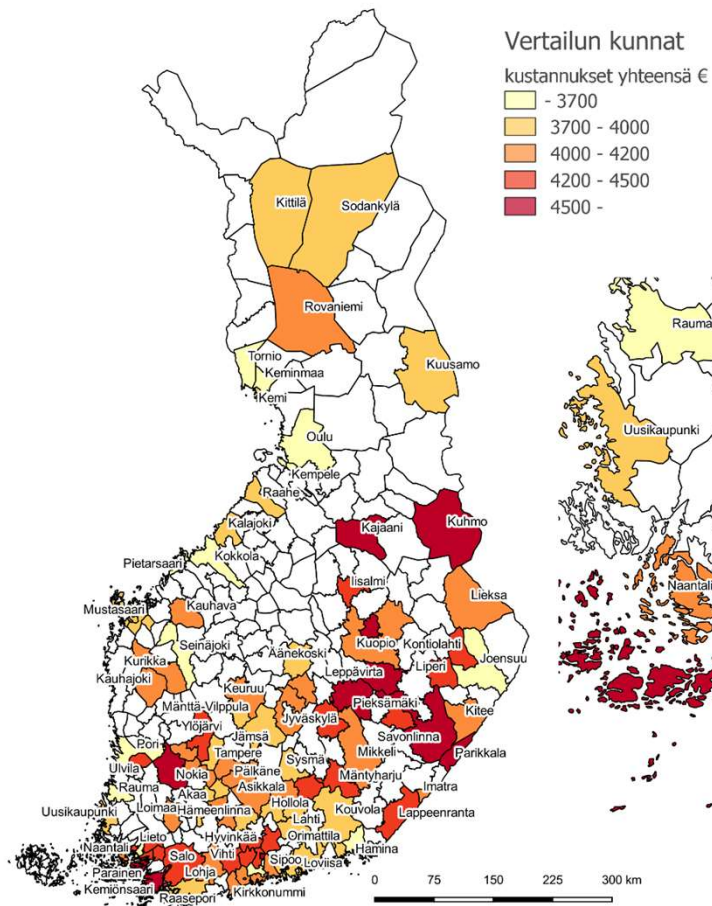 Vertailun kunnat
kustannukset yhteensä €
- 3700
3700 - 4000
4000 - 4200
4200 - 4500
4500 -
Kittilä
Sodankylä
Rovaniemi
Tornio
Keminmaa
Kemi
Kuusamo
Oulu
Kempele
Raahe
Kalajoki
Kajaani
Kuhmo
Kokkola
Pietarsaari
Iisalmi
Lieksa
Mustasaari
Kauhava
Seinäjoki
Kuopio
Kontiolahti
Äänekoski
Kurikka
Leppävirta
Liperi
Joensuu
Kauhajoki
Keuruu
Pieksämäki
Kitee
Mänttä-Vilppula
Jyväskylä
Savonlinna
Ylöjärvi
Jämsä
Mikkeli
Parikkala
Pori
Tampere
Sysmä
Ulvila
Nokia
Pälkäne
Mäntyharju
Imatra
Rauma
Akaa
Asikkala
Loimaa
Hämeenlinna
Hollola
Kouvola
Lappeenranta
Uusikaupunki
Lahti
Lieto
Hyvinkää
Orimattila
Hamina
Naantali
Salo
Vihti
Sipoo
Loviisa
Parainen
Lohja
Kemiönsaari
Kirkkonummi
Raasepori
0 75 150 225 300 km
Rauma
Uusikaupunki
Naantali